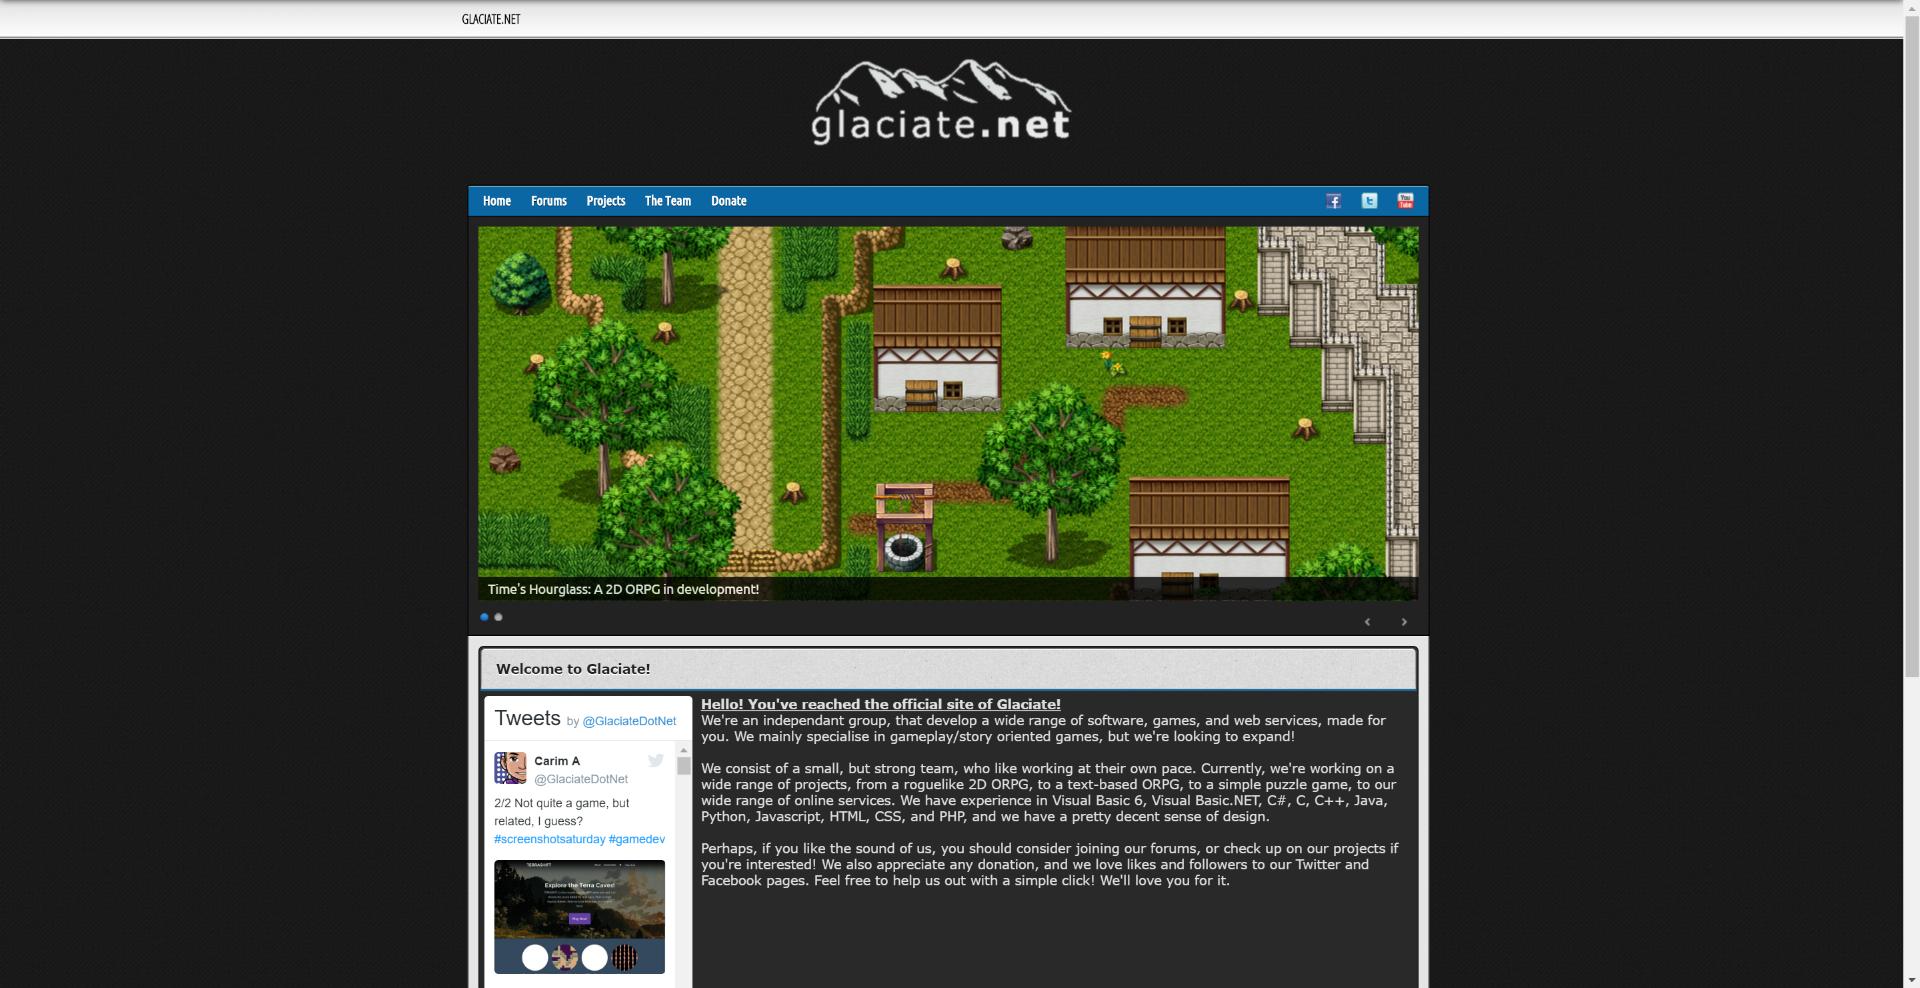 GLACIATE.NET
glaciate.net
Home Forums Projects The Team Donate
You Tube
Time's Hourglass: A 2D ORPG in development!
Welcome to Glaciate!
Tweets by @GlaciateDotNet
Carim A
@GlaciateDotNet
2/2 Not quite a game, but
related, I guess?
#screenshotsaturday #gamedev
Explore the Terra Caves!
Hello! You've reached the official site of Glaciate!
We're an independant group, that develop a wide range of software, games, and web services, made for
you. We mainly specialise in gameplay/story oriented games, but we're looking to expand!
We consist of a small, but strong team, who like working at their own pace. Currently, we're working on a
wide range of projects, from a roguelike 2D ORPG, to a text-based ORPG, to a simple puzzle game, to our
wide range of online services. We have experience in Visual Basic 6, Visual Basic.NET, C#, C, C++, Java,
Python, Javascript, HTML, CSS, and PHP, and we have a pretty decent sense of design.
Perhaps, if you like the sound of us, you should consider joining our forums, or check up on our projects if
you're interested! We also appreciate any donation, and we love likes and followers to our Twitter and
Facebook pages. Feel free to help us out with a simple click! We'll love you for it.